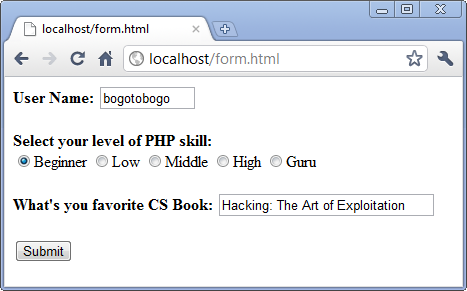 localhost/form.html
localhost/form.html
User Name: bogotobogo
Select your level of PHP skill:
Beginner Low Middle High Guru
What's you favorite CS Book: Hacking: The Art of Exploitation
Submit